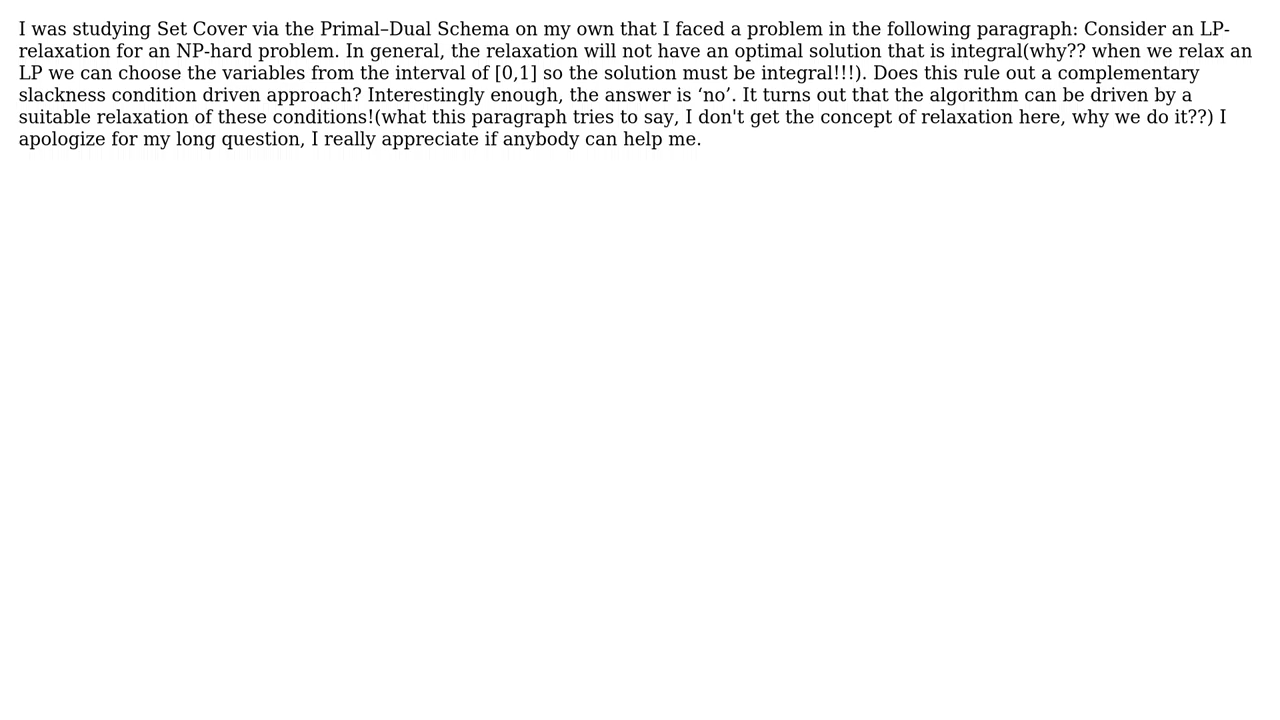 I was studying Set Cover via the Primal–Dual Schema on my own that I faced a problem in the following paragraph: Consider an LP-
relaxation for an NP-hard problem. In general, the relaxation will not have an optimal solution that is integral(why?? when we relax an
LP we can choose the variables from the interval of [0,1] so the solution must be integral!!!). Does this rule out a complementary
slackness condition driven approach? Interestingly enough, the answer is ‘no’. It turns out that the algorithm can be driven by a
suitable relaxation of these conditions!(what this paragraph tries to say, I don't get the concept of relaxation here, why we do it??) I
apologize for my long question, I really appreciate if anybody can help me.